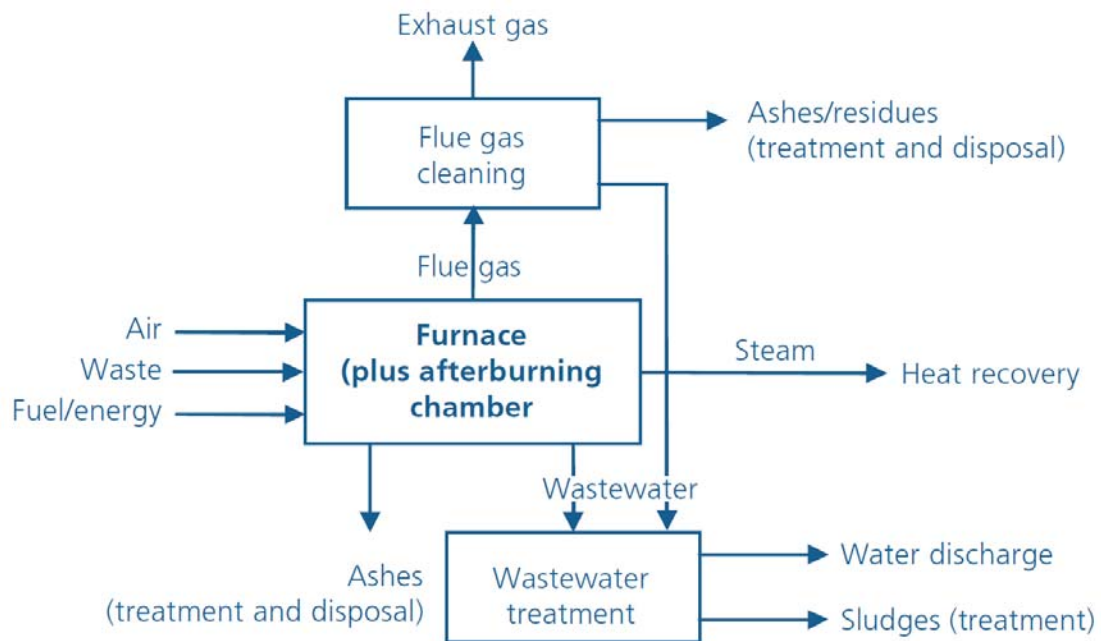 Exhaust gas
Flue gas
cleaning
Ashes/residues
(treatment and disposal)
Flue gas
Air
Waste
Fuel/energy
Furnace
(plus afterburning
chamber
Steam
Heat recovery
Wastewater
Ashes
(treatment and disposal)
Wastewater
treatment
Water discharge
Sludges (treatment)